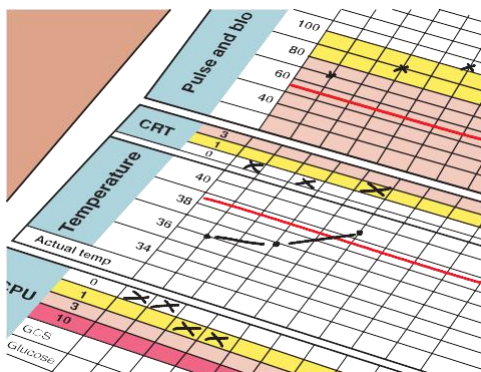 Pulse and blo
100
80
60
40
CRT
3
1
0
Temperature
40
38
36
34
Actual temp
CPU
0
1
3
10
GCS
Glucose